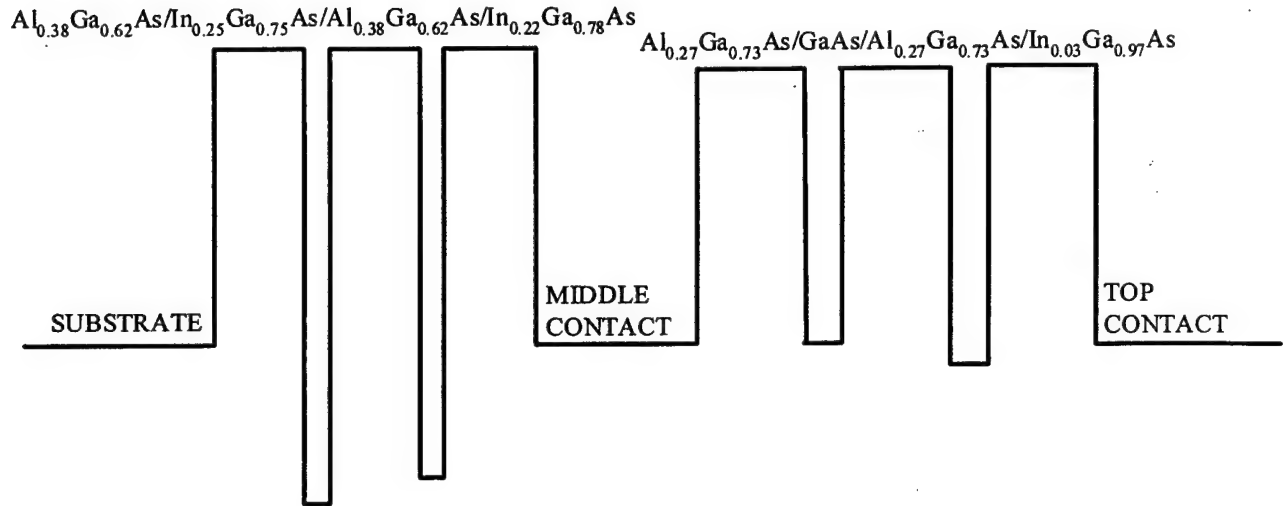 Al0.38Ga0.62As/In0.25Ga0.75As/Al0.38Ga0.62As/In0.22Ga0.78As
Al0.27Ga0.73As/GaAs/Al0.27Ga0.73As/In0.03Ga0.97As
SUBSTRATE
MIDDLE
CONTACT
TOP
CONTACT